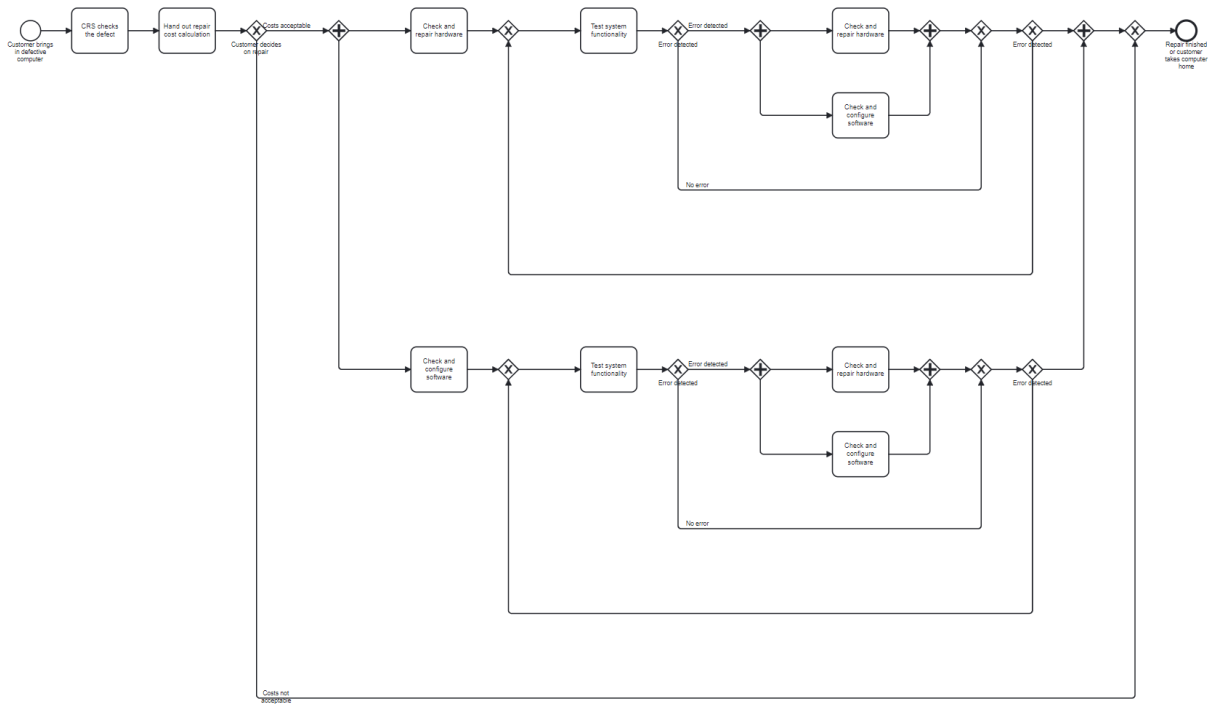 Customer brings
in defective
computer
CRS checks
the defect
Hand out repair
cost calculation
Costs acceptable
Customer decides
on repair
Check and
repair hardware
Test system
functionality
Error detected
Error detected
Check and
repair hardware
Error detected
Repair finished
or customer
takes computer
home
Check and
configure
software
No error
Check and
configure
software
Test system
functionality
Error detected
Error detected
Check and
repair hardware
Error detected
Check and
configure
software
No error
Costs not
acceptable